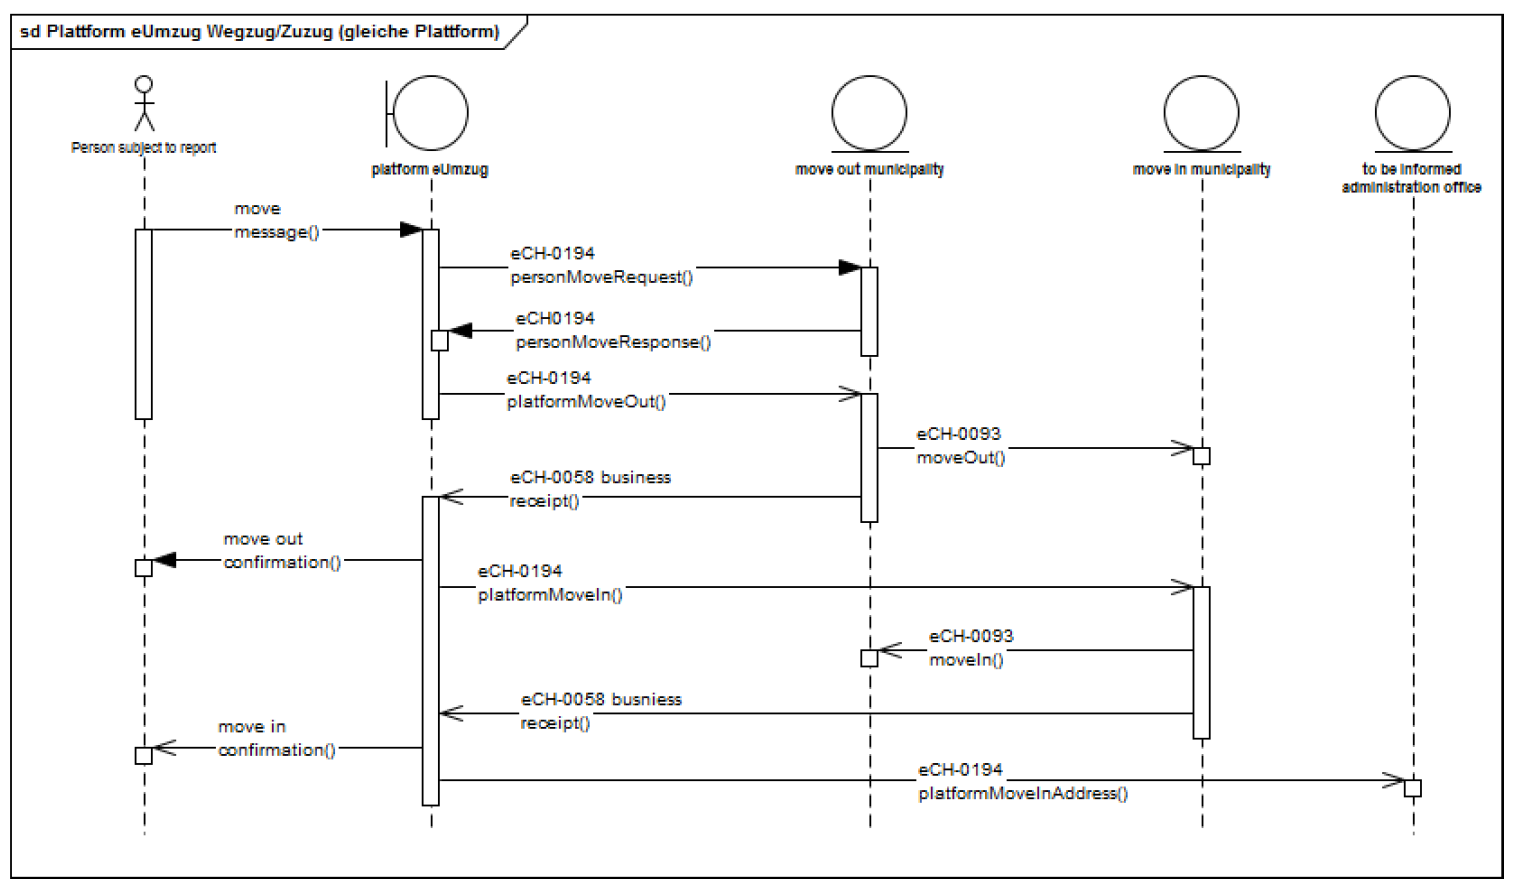 sd Plattform eUmzug Wegzug/Zuzug (gleiche Plattform)
Person subject to report
platform eUmzug
move out municipality
move in municipality
to be informed
administration office
move
message()
eCH-0194
personMoveRequest()
eCH0194
personMoveResponse()
eCH-0194
platformMoveOut()
eCH-0093
moveOut()
eCH-0058 business
receipt()
move out
confirmation()
eCH-0194
platformMoveIn()
eCH-0093
moveIn()
eCH-0058 busniess
receipt()
move in
confirmation()
eCH-0194
platformMoveInAddress()